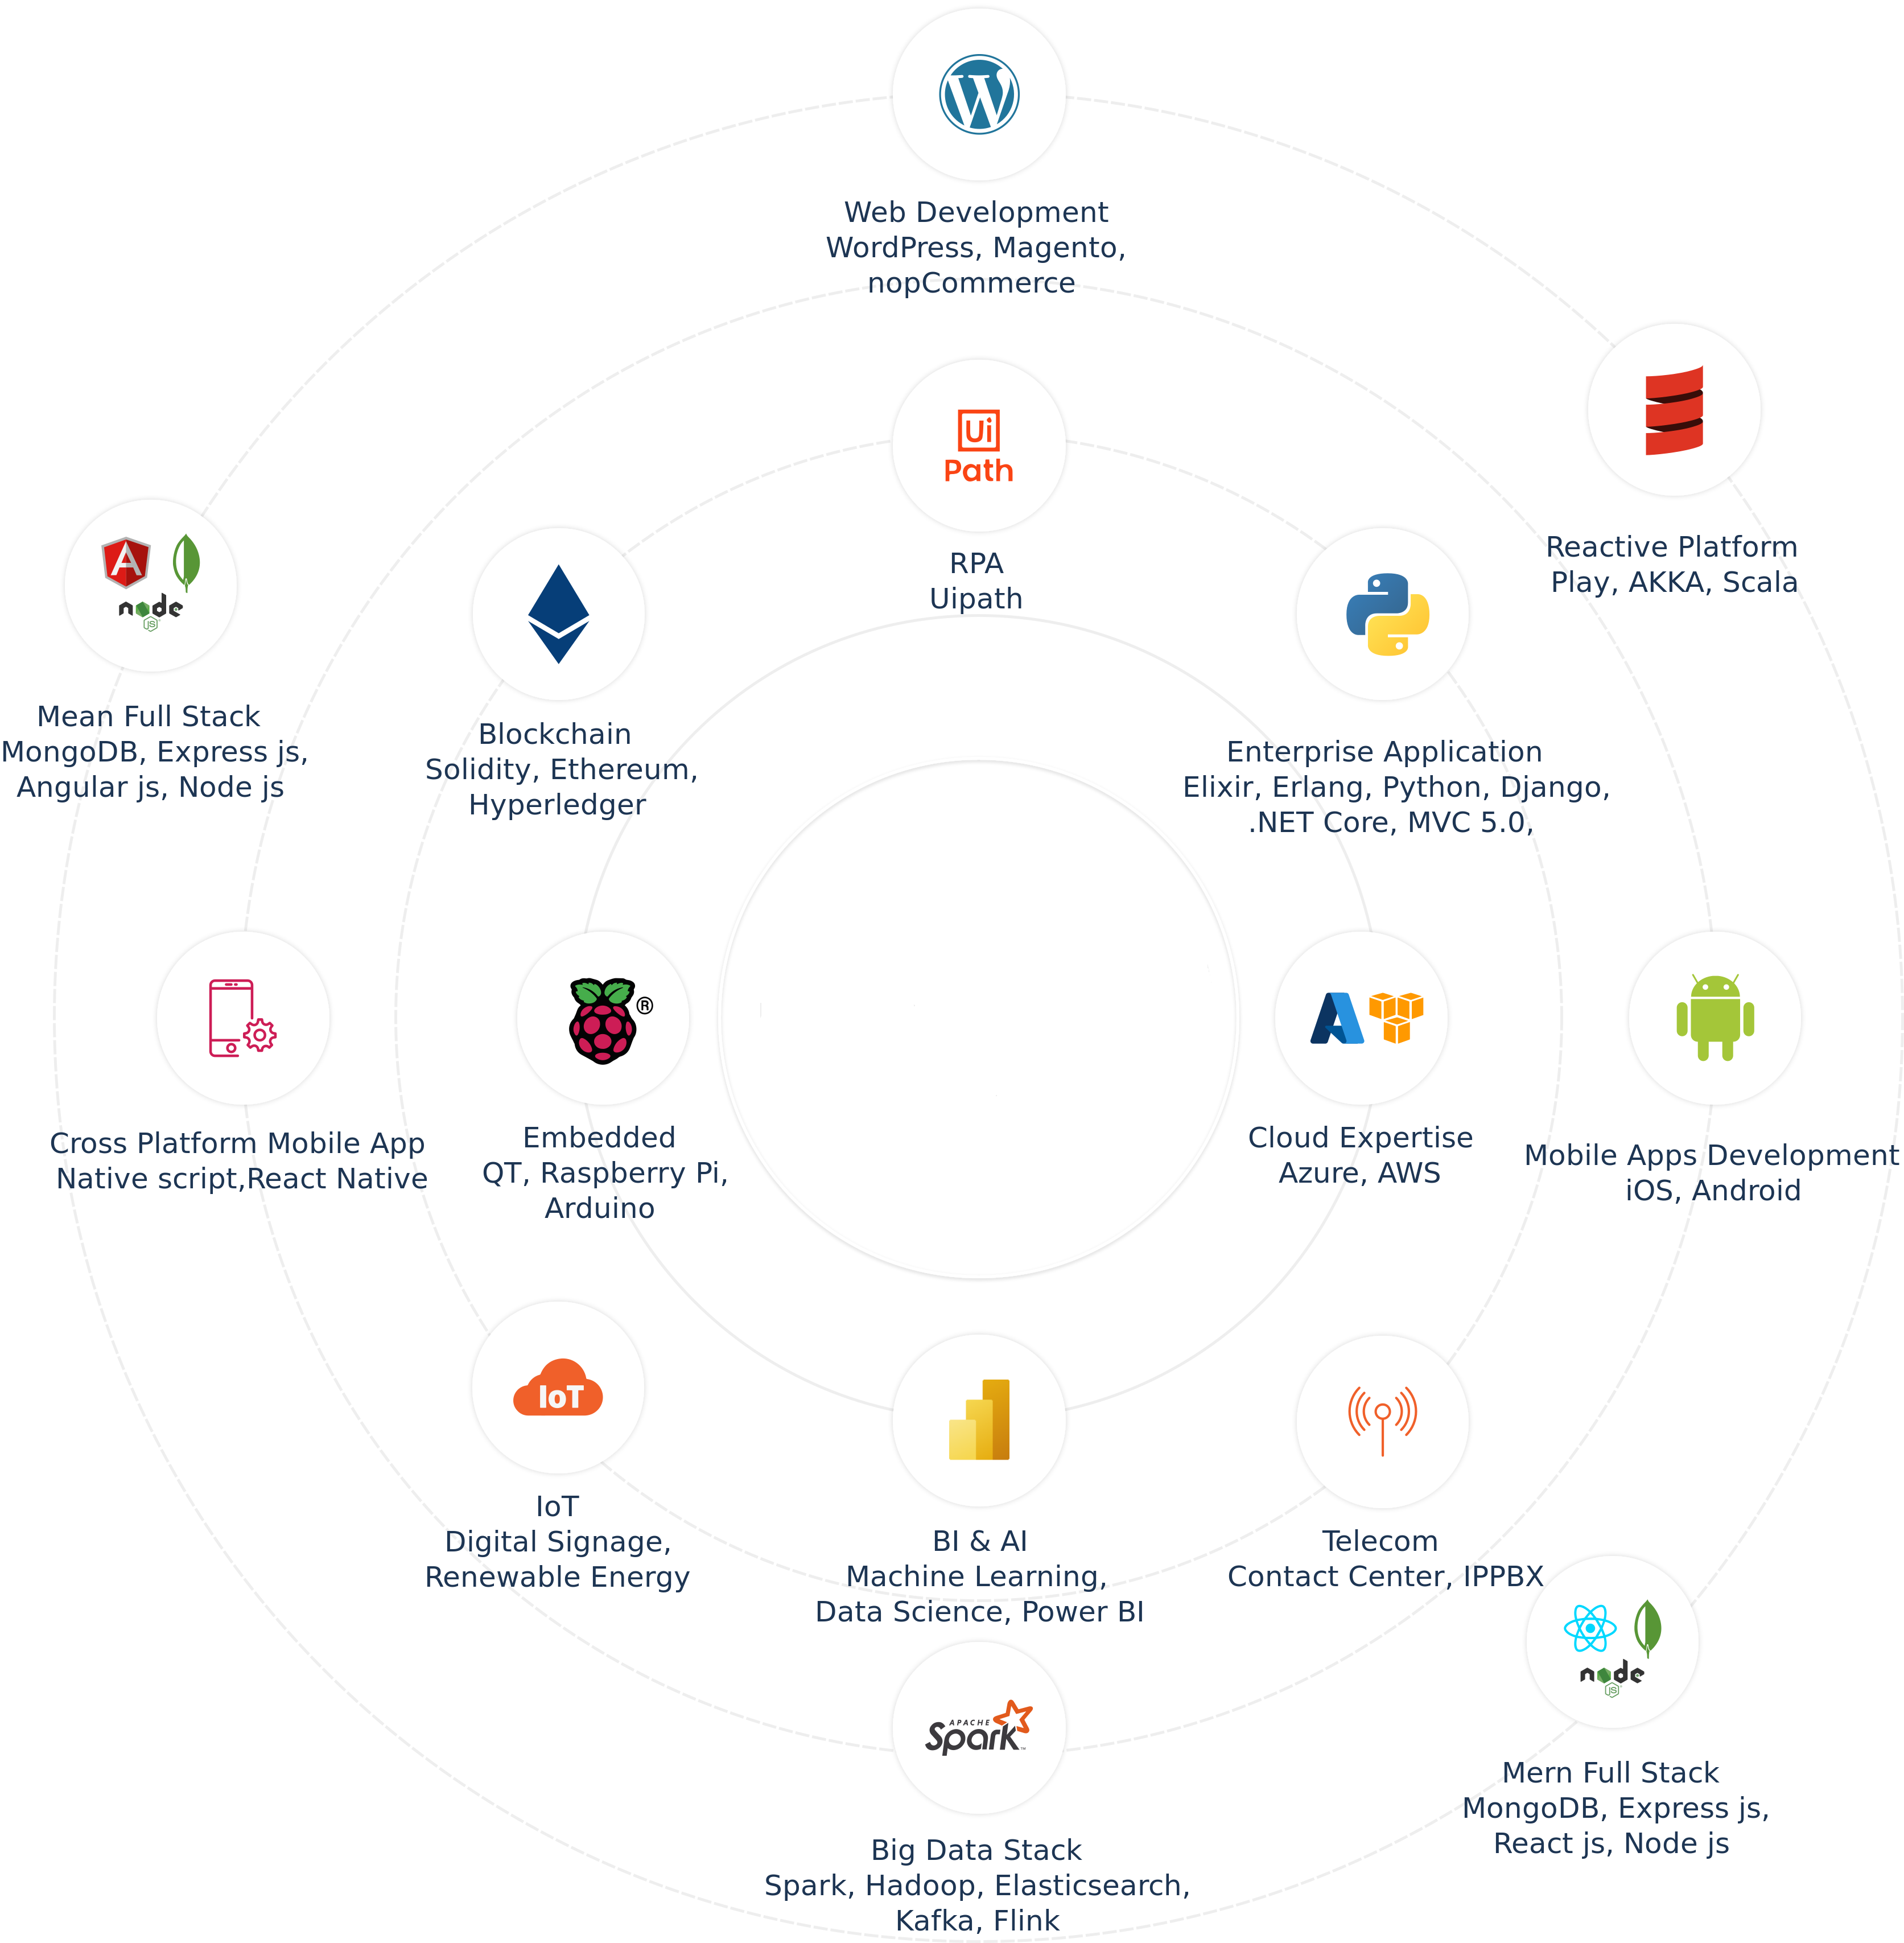 Web Development
WordPress, Magento,
nopCommerce
Ui
Path
RPA
Uipath
Reactive Platform
Play, AKKA, Scala
A
node
JS
Mean Full Stack
MongoDB, Express js,
Angular js, Node js
Blockchain
Solidity, Ethereum,
Hyperledger
Enterprise Application
Elixir, Erlang, Python, Django,
.NET Core, MVC 5.0,
®
Cross Platform Mobile App
Native script,React Native
Embedded
QT, Raspberry Pi,
Arduino
Cloud Expertise
Azure, AWS
Mobile Apps Development
iOS, Android
IoT
IoT
Digital Signage,
Renewable Energy
BI & AI
Machine Learning,
Data Science, Power BI
Telecom
Contact Center, IPPBX
node
JS
Mern Full Stack
MongoDB, Express js,
React js, Node js
APACHE
Spark™
Big Data Stack
Spark, Hadoop, Elasticsearch,
Kafka, Flink